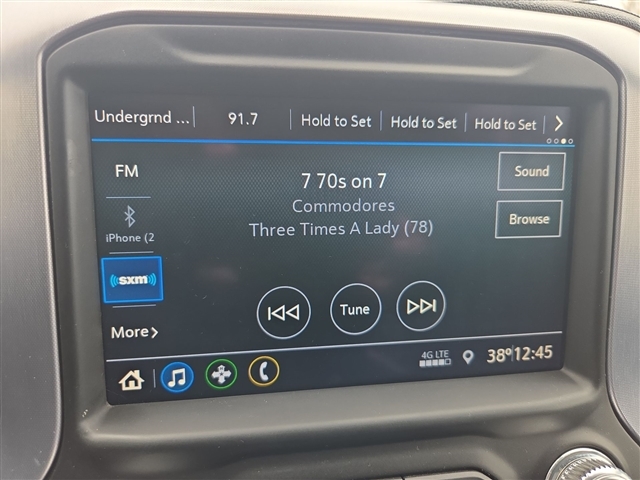 Undergrnd ... 91.7 Hold to Set Hold to Set Hold to Set >
FM
7 70s on 7
Sound
Commodores
iPhone (2
Three Times A Lady (78)
Browse
sxm
Tune
More >
4G LTE
38° 12:45